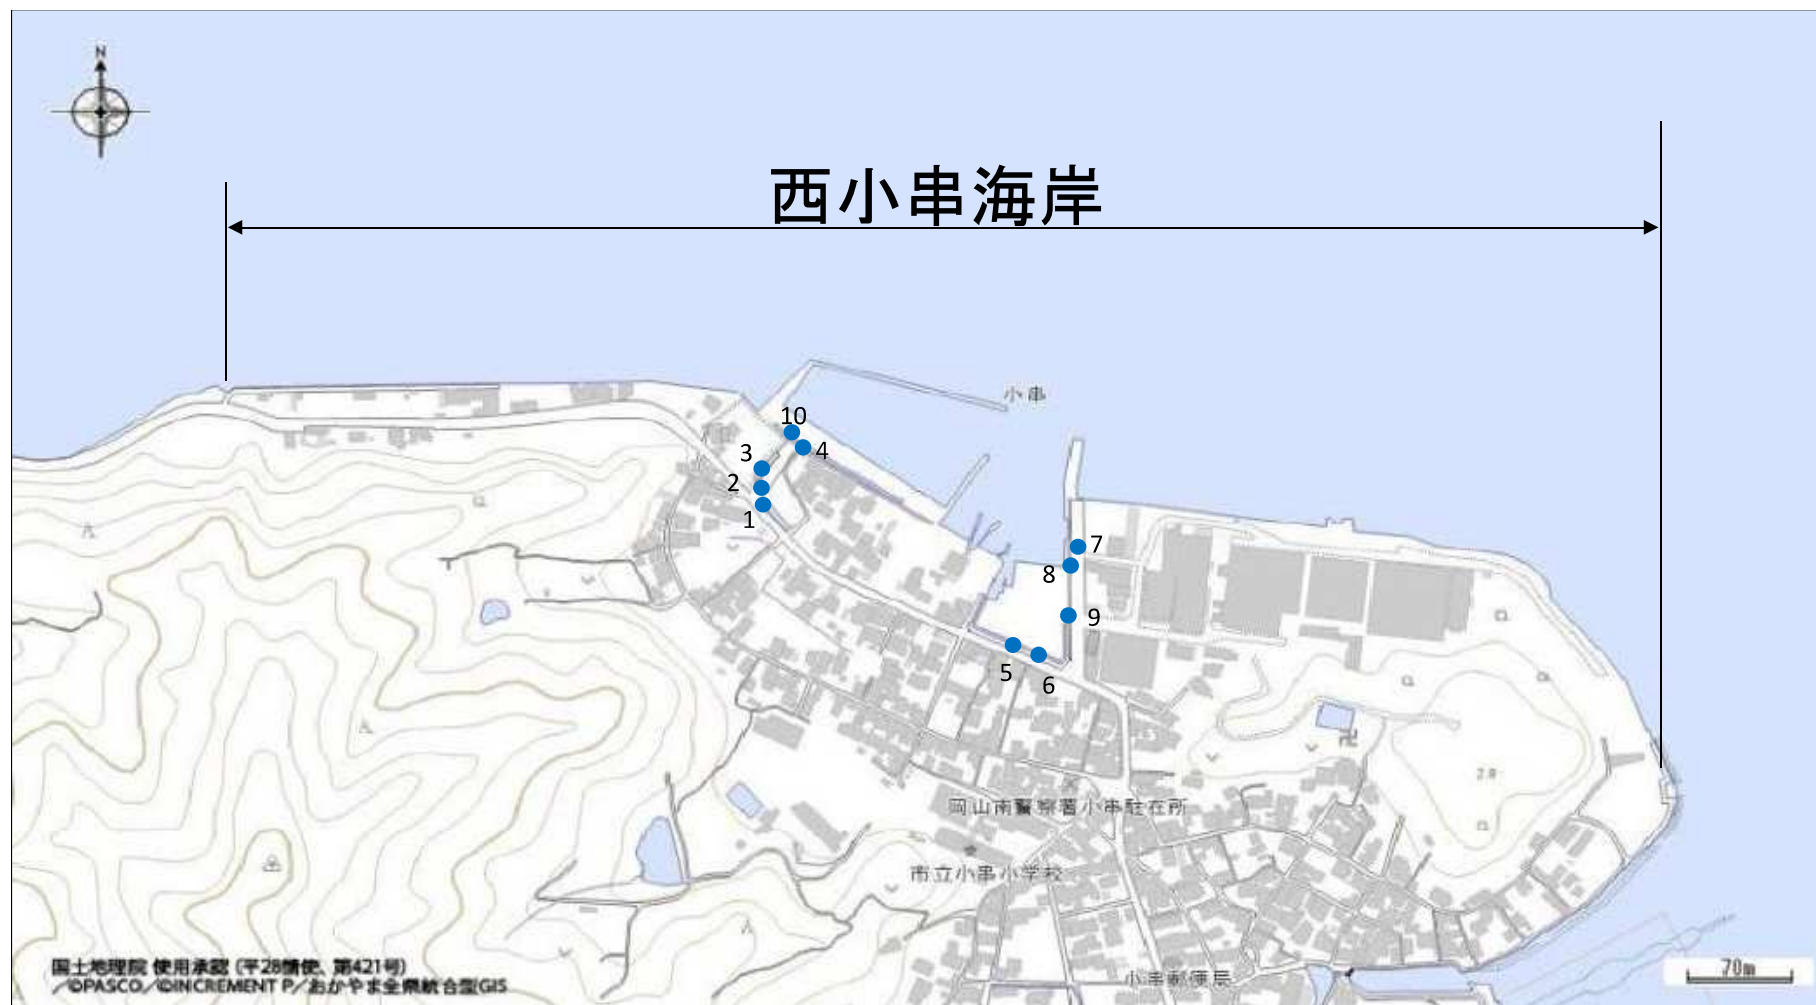 N
西小串海岸
小串
10
3
4
2
1
7
8
9
5
6
2.8
岡山南警察署小串駐在所
市立小串小学校
小串郵便局
国土地理院 使用承認 (平28情使、第421号)
／©PASCO／©INCREMENT P／おかやま全県統合型GIS
70m